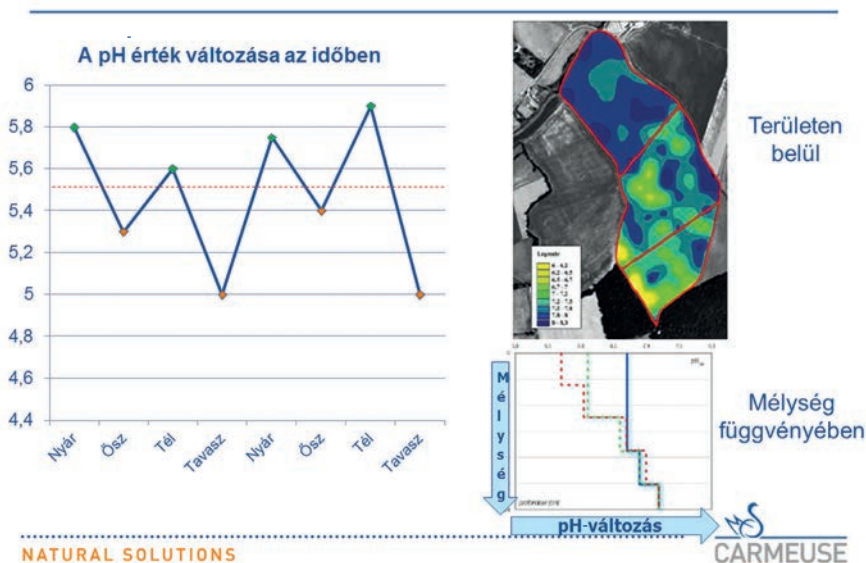 A pH érték változása az időben
6
5,8
5,6
5,4
5,2
5
4,8
4,6
4,4
Nyár
Ősz
Tél
Tavasz
Nyár
Ősz
Tél
Tavasz
Területen
belül
Mélység
pH-változás
Mélység
függvényében
NATURAL SOLUTIONS
CARMEUSE